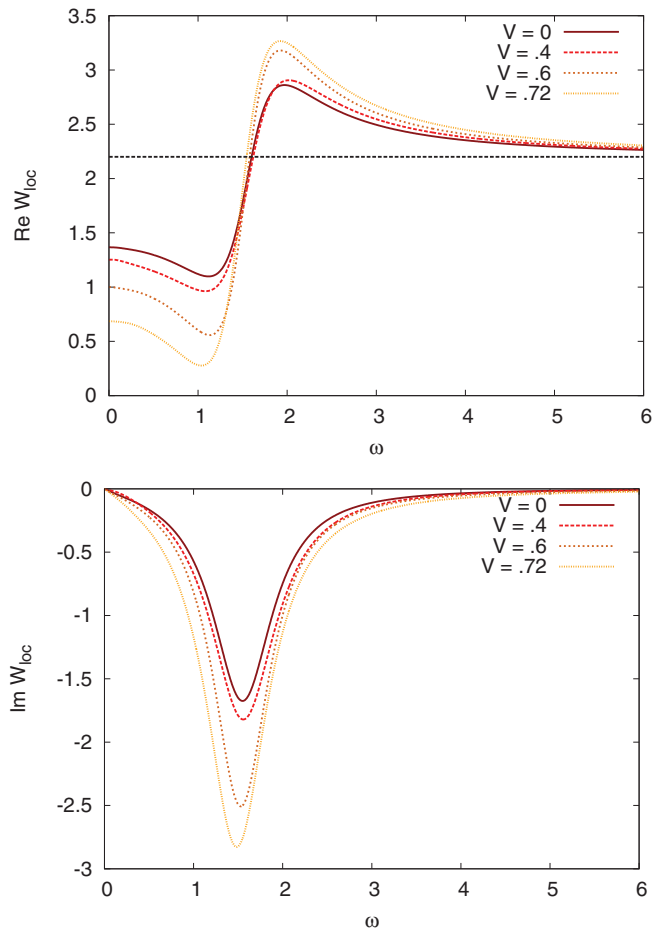 3.5
3
2.5
2
1.5
1
0.5
0
Re W_loc
V = 0
V = .4
V = .6
V = .72
0 1 2 3 4 5 6
ω
0
-0.5
-1
-1.5
-2
-2.5
-3
Im W_loc
V = 0
V = .4
V = .6
V = .72
0 1 2 3 4 5 6
ω